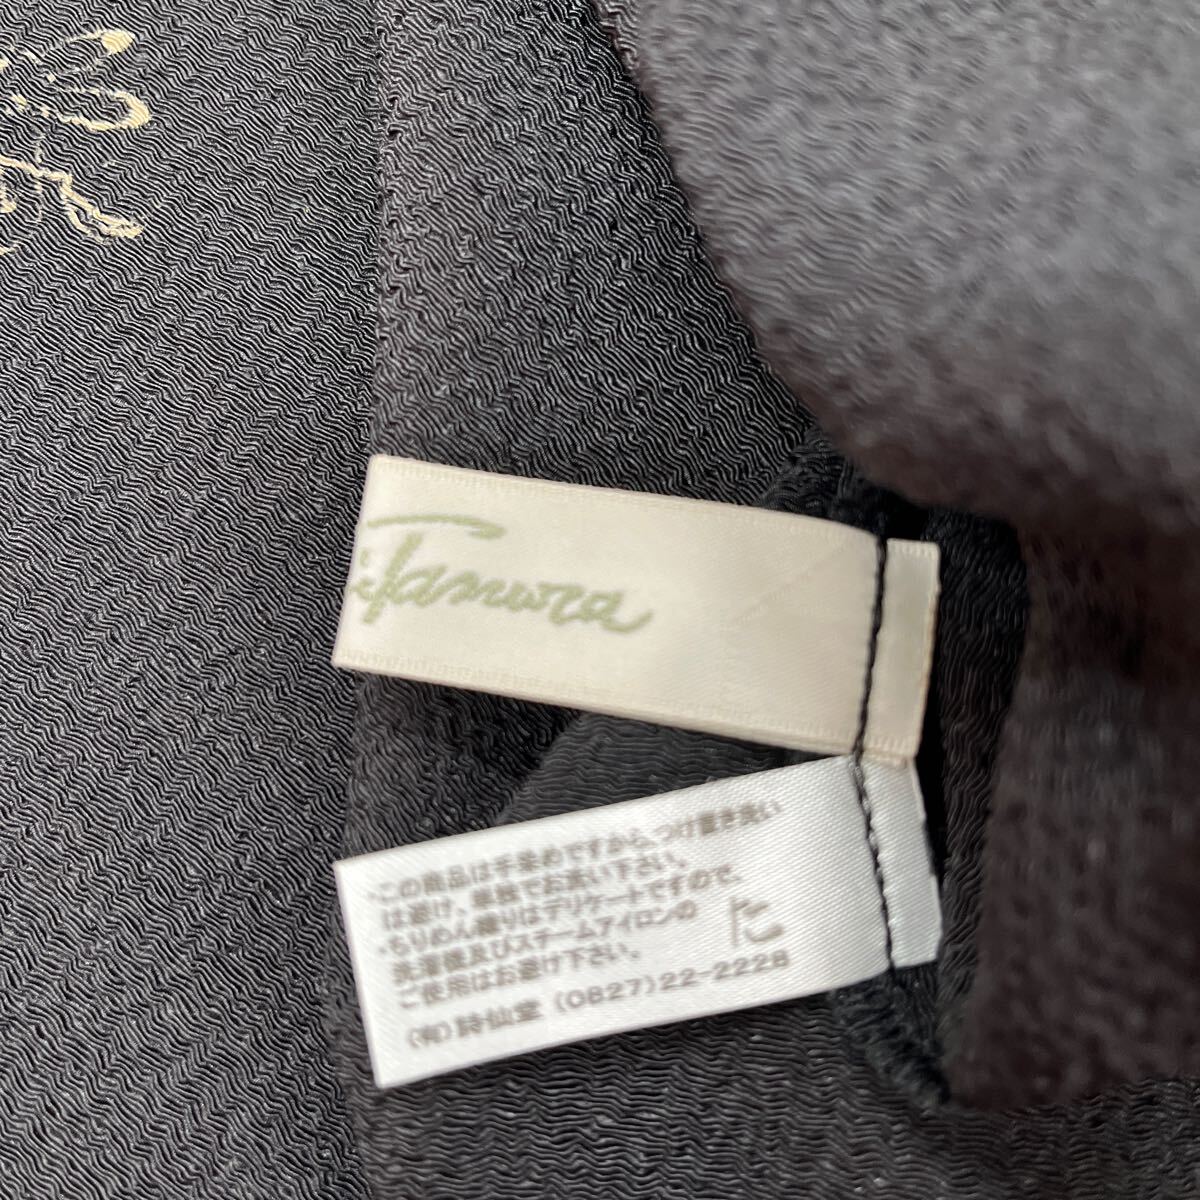 .Tamura
・この商品は手染めですからつけ置き洗い
は避け、単独でお洗い下さい。
・ちりめん織りはデリケートですので、
洗濯機及びスチームアイロンの
ご使用はお避け下さい。
に
(有)詩仙堂 (0827)22-2228